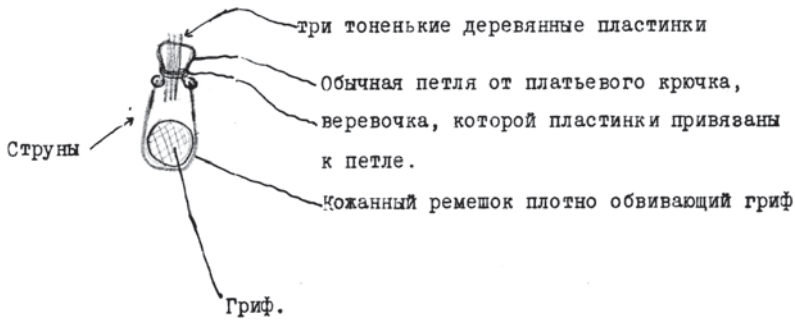 три тоненькие деревянные пластинки
Обычная петля от платьевого крючка,
веревочка, которой пластинки привязаны
к петле.
Струны
Кожанный ремешок плотно обвивающий гриф
Гриф.